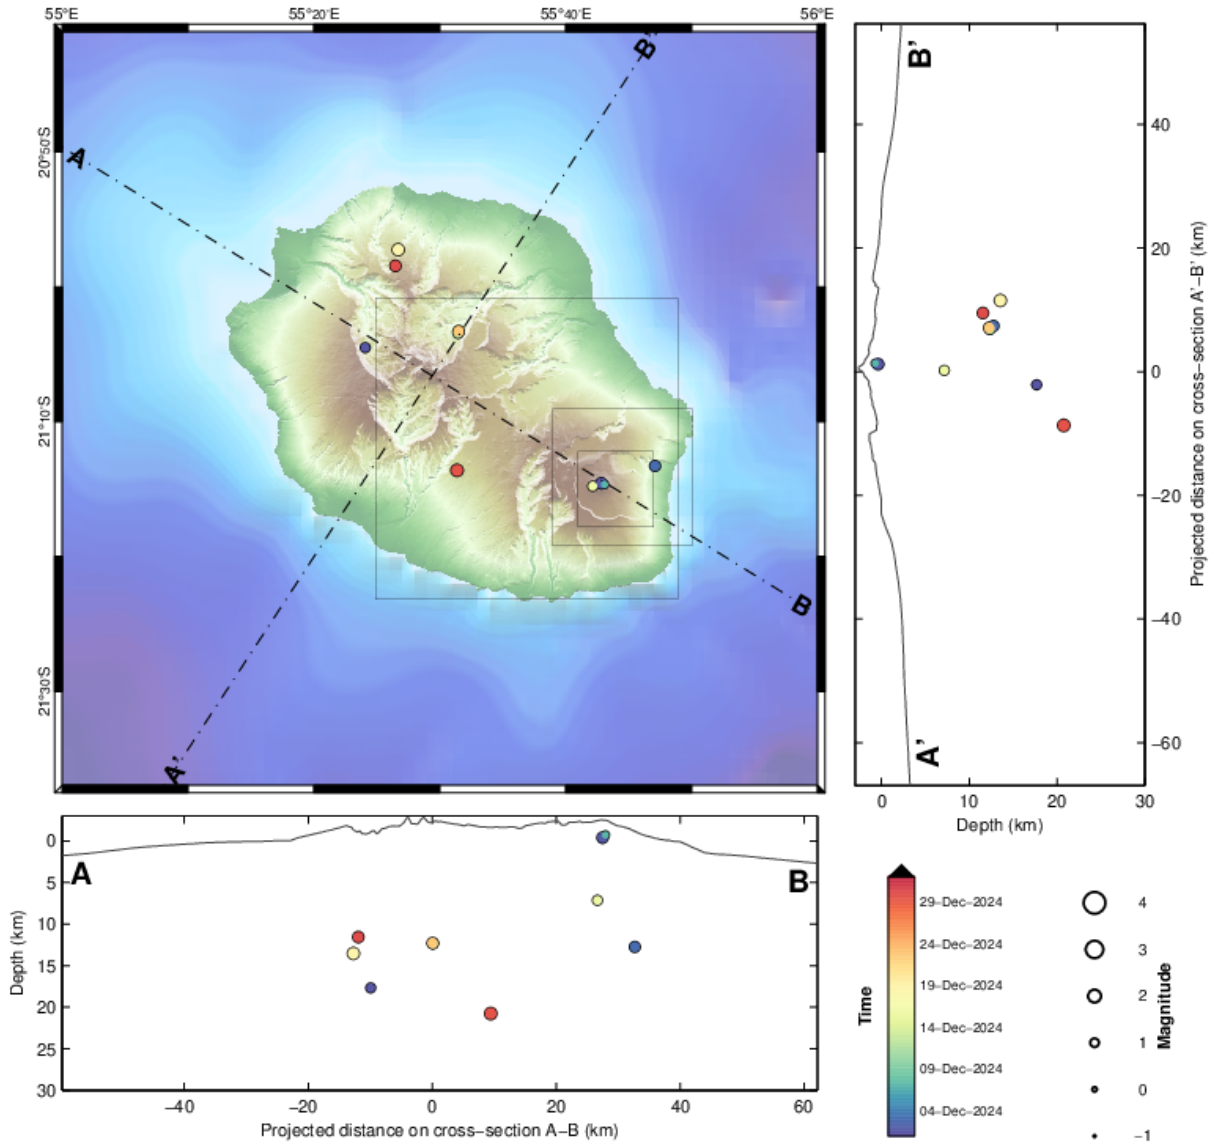 55°E 55°20'E 55°40'E 56°E
20°50'S
21°10'S
21°30'S
A
B'
A'
B
B'
A'
40
20
0
−20
−40
−60
Projected distance on cross−section A'−B' (km)
0 10 20 30
Depth (km)
A
B
0
5
10
15
20
25
30
Depth (km)
−40 −20 0 20 40 60
Projected distance on cross−section A−B (km)
Time
29−Dec−2024
24−Dec−2024
19−Dec−2024
14−Dec−2024
09−Dec−2024
04−Dec−2024
4
3
2
1
0
−1
Magnitude